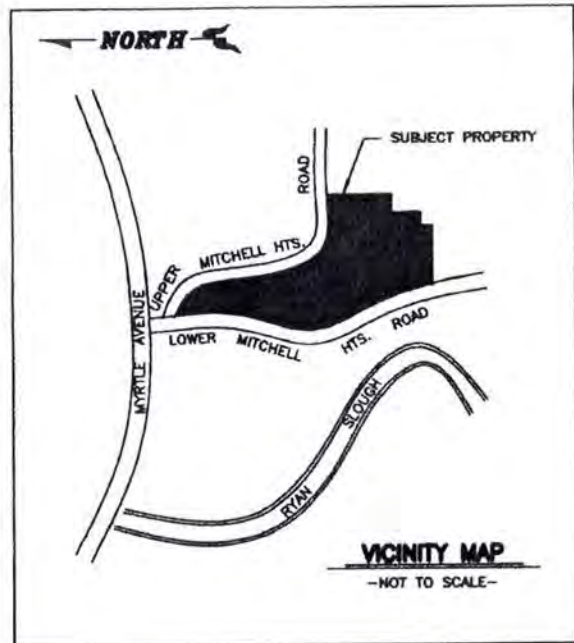 NORTH
SUBJECT PROPERTY
ROAD
UPPER MITCHELL HTS.
MYRTLE AVENUE
LOWER MITCHELL HTS. ROAD
RYAN SLOUGH
VICINITY MAP
-NOT TO SCALE-